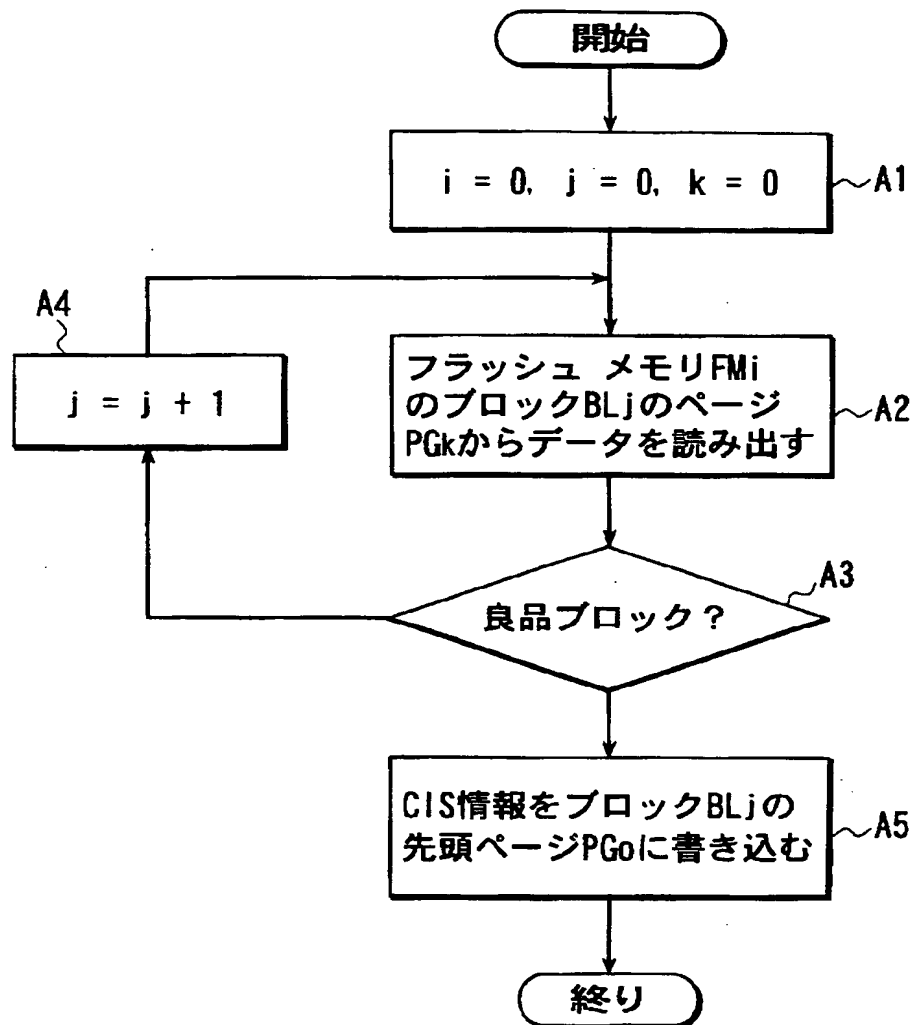 開始
i = 0, j = 0, k = 0
A1
A4
j = j + 1
フラッシュ メモリFMi
のブロックBLjのページ
PGkからデータを読み出す
A2
良品ブロック?
A3
CIS情報をブロックBLjの
先頭ページPGoに書き込む
A5
終り